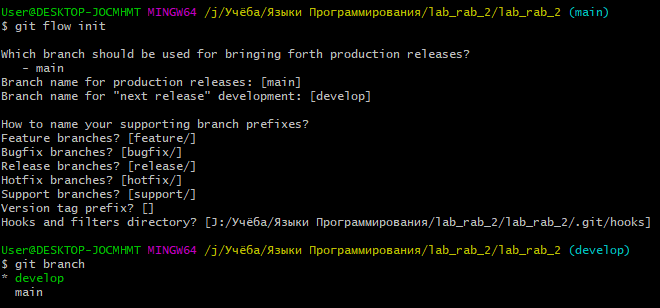 User@DESKTOP-JOCMHMT MINGW64 /j/Учёба/Языки Программирования/lab_rab_2/lab_rab_2 (main)
$ git flow init
Which branch should be used for bringing forth production releases?
- main
Branch name for production releases: [main]
Branch name for "next release" development: [develop]
How to name your supporting branch prefixes?
Feature branches? [feature/]
Bugfix branches? [bugfix/]
Release branches? [release/]
Hotfix branches? [hotfix/]
Support branches? [support/]
Version tag prefix? []
Hooks and filters directory? [J:/Учёба/Языки Программирования/lab_rab_2/lab_rab_2/.git/hooks]
User@DESKTOP-JOCMHMT MINGW64 /j/Учёба/Языки Программирования/lab_rab_2/lab_rab_2 (develop)
$ git branch
* develop
main